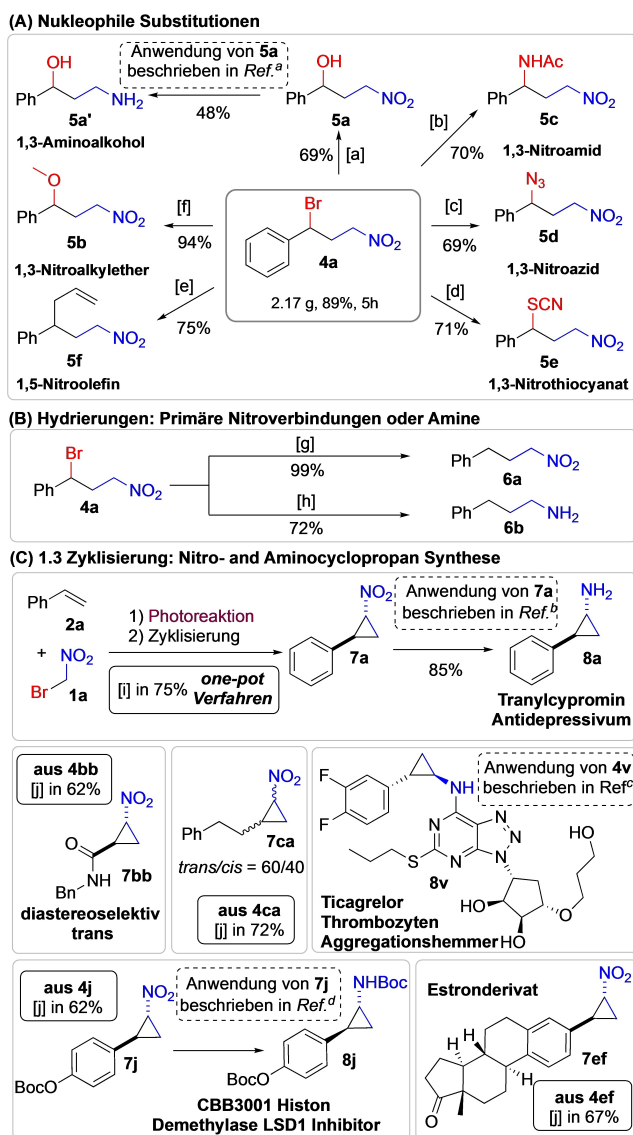 (A) Nukleophile Substitutionen
OH
Ph
NH2
5a'
1,3-Aminoalkohol
Anwendung von 5a
beschrieben in Ref.a
48%
OH
Ph
NO2
5a
69% [a]
[b]
70%
NHAc
Ph
NO2
5c
1,3-Nitroamid
O
Ph
NO2
5b
1,3-Nitroalkylether
[f]
94%
Br
NO2
4a
2.17 g, 89%, 5h
[c]
69%
N3
Ph
NO2
5d
1,3-Nitroazid
Ph
NO2
5f
1,5-Nitroolefin
[e]
75%
[d]
71%
SCN
Ph
NO2
5e
1,3-Nitrothiocyanat
(B) Hydrierungen: Primäre Nitroverbindungen oder Amine
Br
Ph
NO2
4a
[g]
99%
Ph
NO2
6a
[h]
72%
Ph
NH2
6b
(C) 1.3 Zyklisierung: Nitro- and Aminocyclopropan Synthese
Ph
2a
+
NO2
Br
1a
1) Photoreaktion
2) Zyklisierung
[i] in 75% one-pot
Verfahren
NO2
7a
Anwendung von 7a
beschrieben in Ref.b
85%
NH2
8a
Tranylcypromin
Antidepressivum
aus 4bb
[j] in 62%
NO2
O
NH
Bn
7bb
diastereoselektiv
trans
NO2
Ph
7ca
trans/cis = 60/40
aus 4ca
[j] in 72%
Anwendung von 4v
beschrieben in Refc
F
F
NH
N
N
N
N
N
S
8v
HO
HO
O
HO
Ticagrelor
Thrombozyten
Aggregationshemmer
aus 4j
[j] in 62%
NO2
BocO
7j
Anwendung von 7j
beschrieben in Ref.d
NHBoc
BocO
8j
CBB3001 Histon
Demethylase LSD1 Inhibitor
Estronderivat
NO2
7ef
H
H
H
O
aus 4ef
[j] in 67%